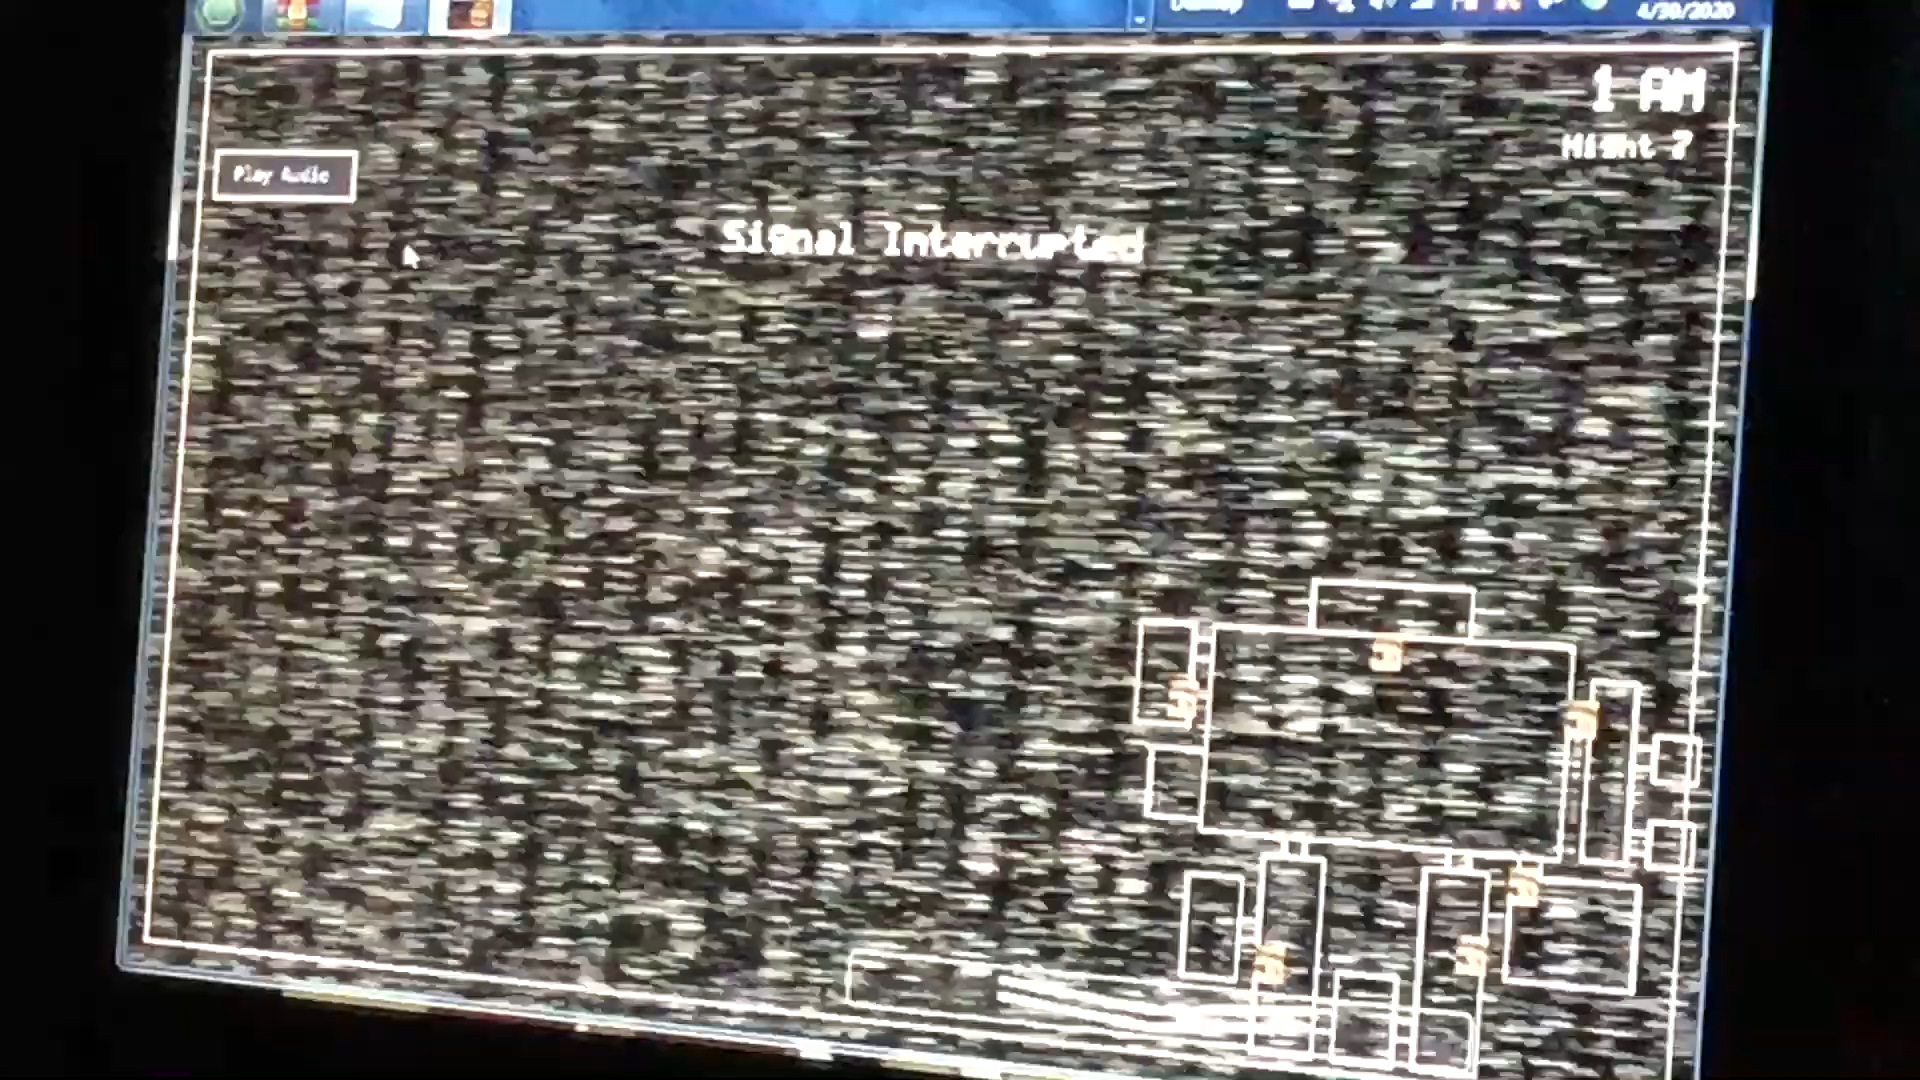 4/30/2020
1 AM
Night 7
Play Audio
Signal Interrupted